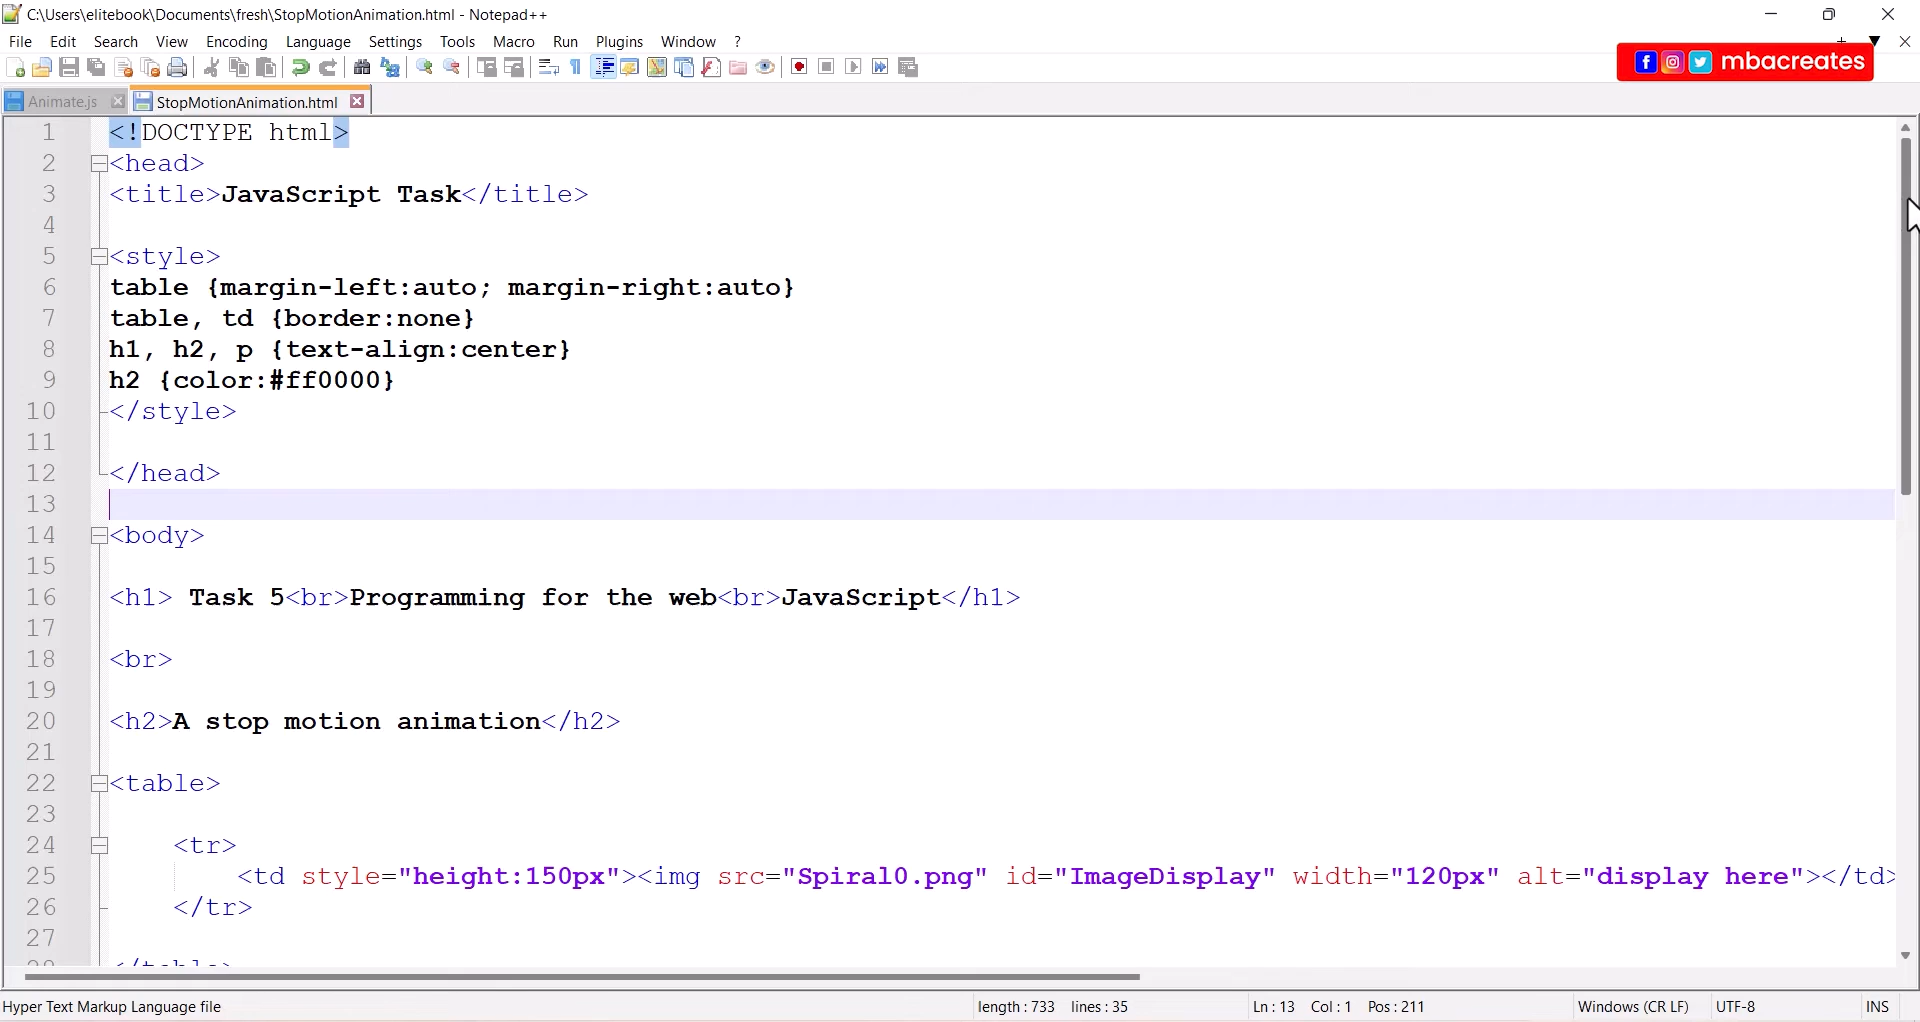 C:\Users\elitebook\Documents\fresh\StopMotionAnimation.html - Notepad++
File Edit Search View Encoding Language Settings Tools Macro Run Plugins Window ?
mbacreates
Animate.js StopMotionAnimation.html
1 <!DOCTYPE html>
2 <head>
3 <title>JavaScript Task</title>
4
5 <style>
6 table {margin-left:auto; margin-right:auto}
7 table, td {border:none}
8 h1, h2, p {text-align:center}
9 h2 {color:#ff0000}
10 </style>
11
12 </head>
13
14 <body>
15
16 <h1> Task 5<br>Programming for the web<br>JavaScript</h1>
17
18 <br>
19
20 <h2>A stop motion animation</h2>
21
22 <table>
23
24 <tr>
25 <td style="height:150px"><img src="Spiral0.png" id="ImageDisplay" width="120px" alt="display here"></td>
26 </tr>
27
28 </table>
Hyper Text Markup Language file length : 733 lines : 35 Ln : 13 Col : 1 Pos : 211 Windows (CR LF) UTF-8 INS